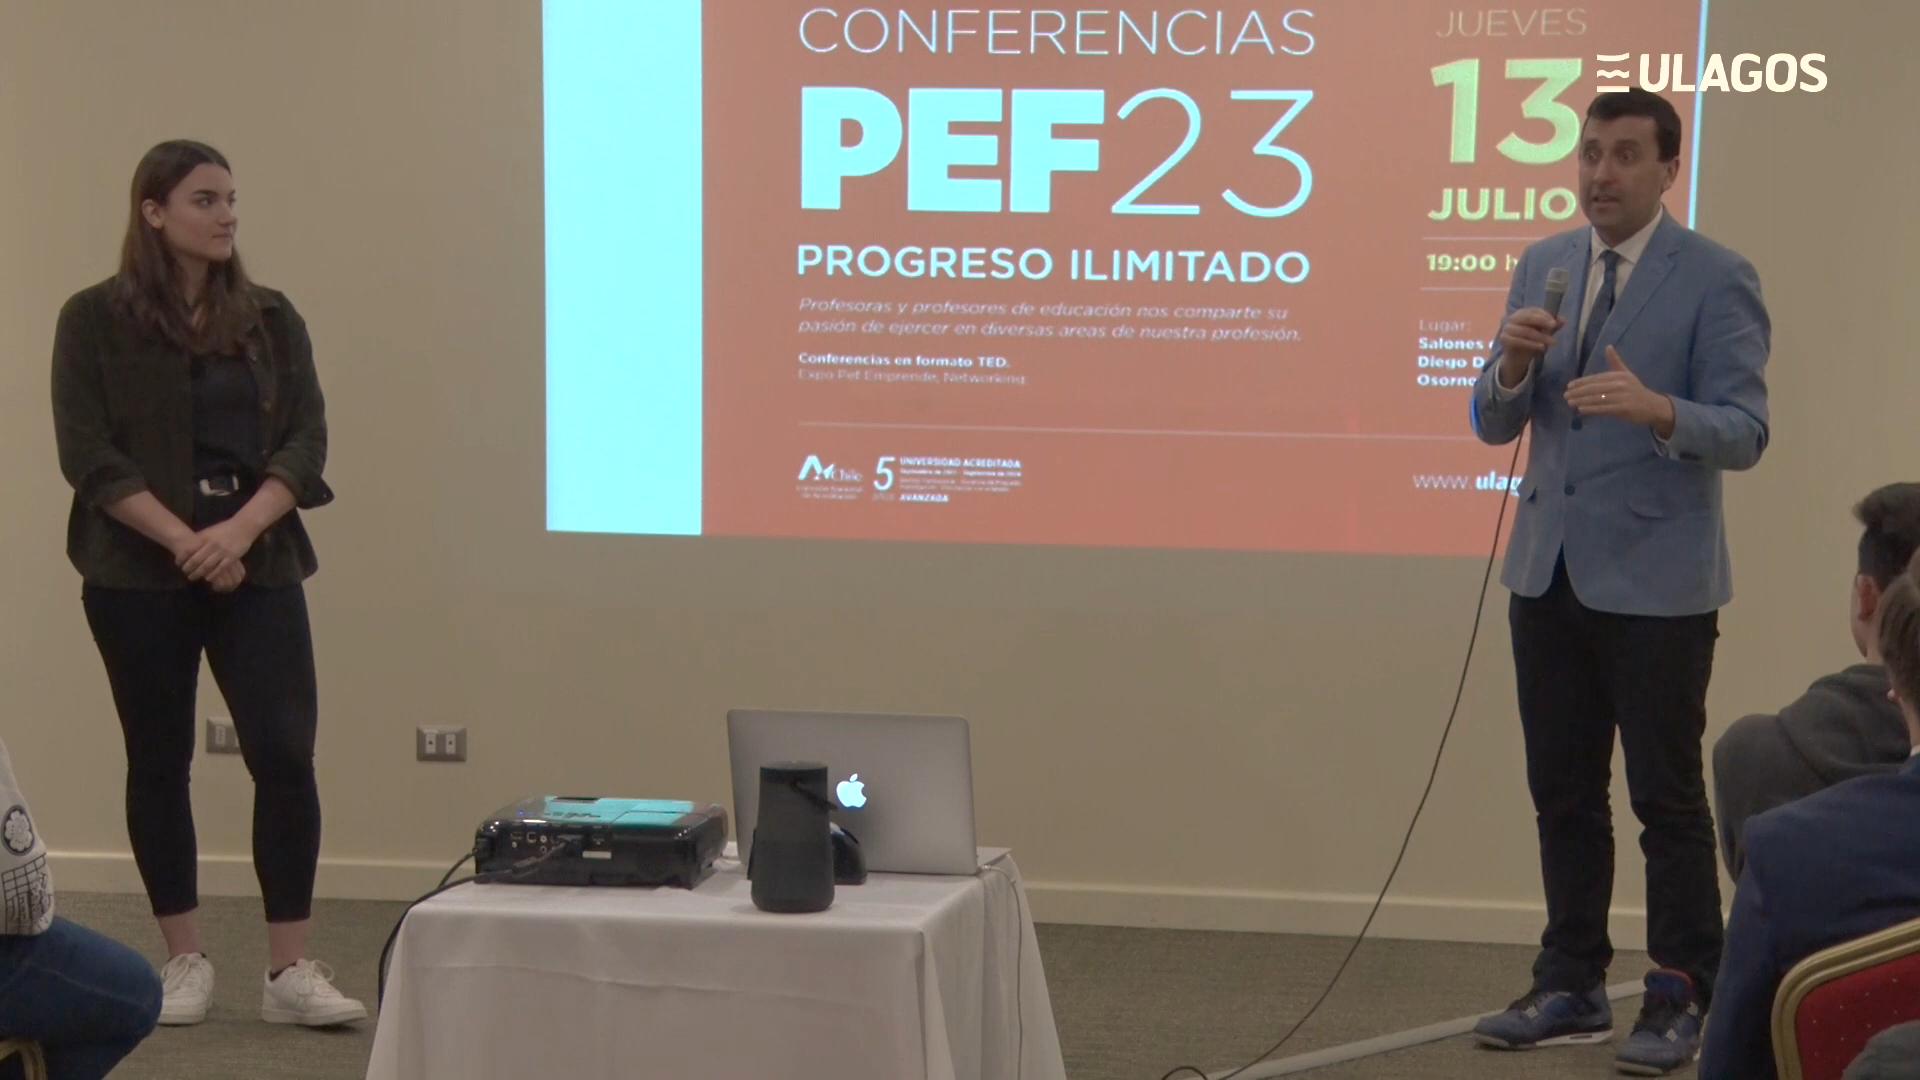 CONFERENCIAS
PEF23
PROGRESO ILIMITADO
Profesoras y profesores de educación nos comparte su
pasión de ejercer en diversas areas de nuestra profesión.
Conferencias en formato TED.
Expo Pef Emprende, Networking
JUEVES
13
JULIO
19:00 h
Lugar:
Salones
Diego D
Osorno
Chile
5
UNIVERSIDAD ACREDITADA
AVANZADA
www.ulag
ULAGOS